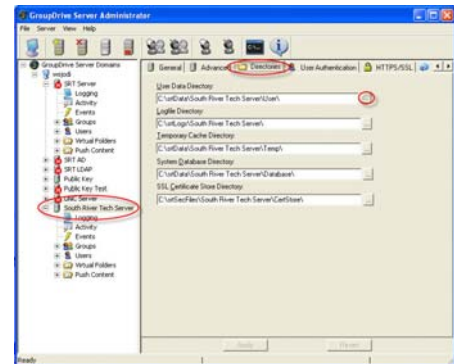 GroupDrive Server Administrator
File Server View Help
GroupDrive Server Domains
SRT Server
Logging
Activity
Events
Groups
Users
Virtual Folders
Push Content
SRT AD
SRT LDAP
Public Key
Public Key Test
UNC Server
South River Tech Server
Logging
Activity
Events
Groups
Users
Virtual Folders
Push Content
General Advanced Directories User Authentication HTTPS/SSL
User Data Directory
C:\srtData\South River Tech Server\User\
Logfile Directory
C:\srtLogs\South River Tech Server\
Temporary Cache Directory
C:\srtData\South River Tech Server\Temp\
System Database Directory
C:\srtData\South River Tech Server\Database\
SSL Certificate Store Directory
C:\srtSecFiles\South River Tech Server\CertStore\
Apply
Ready